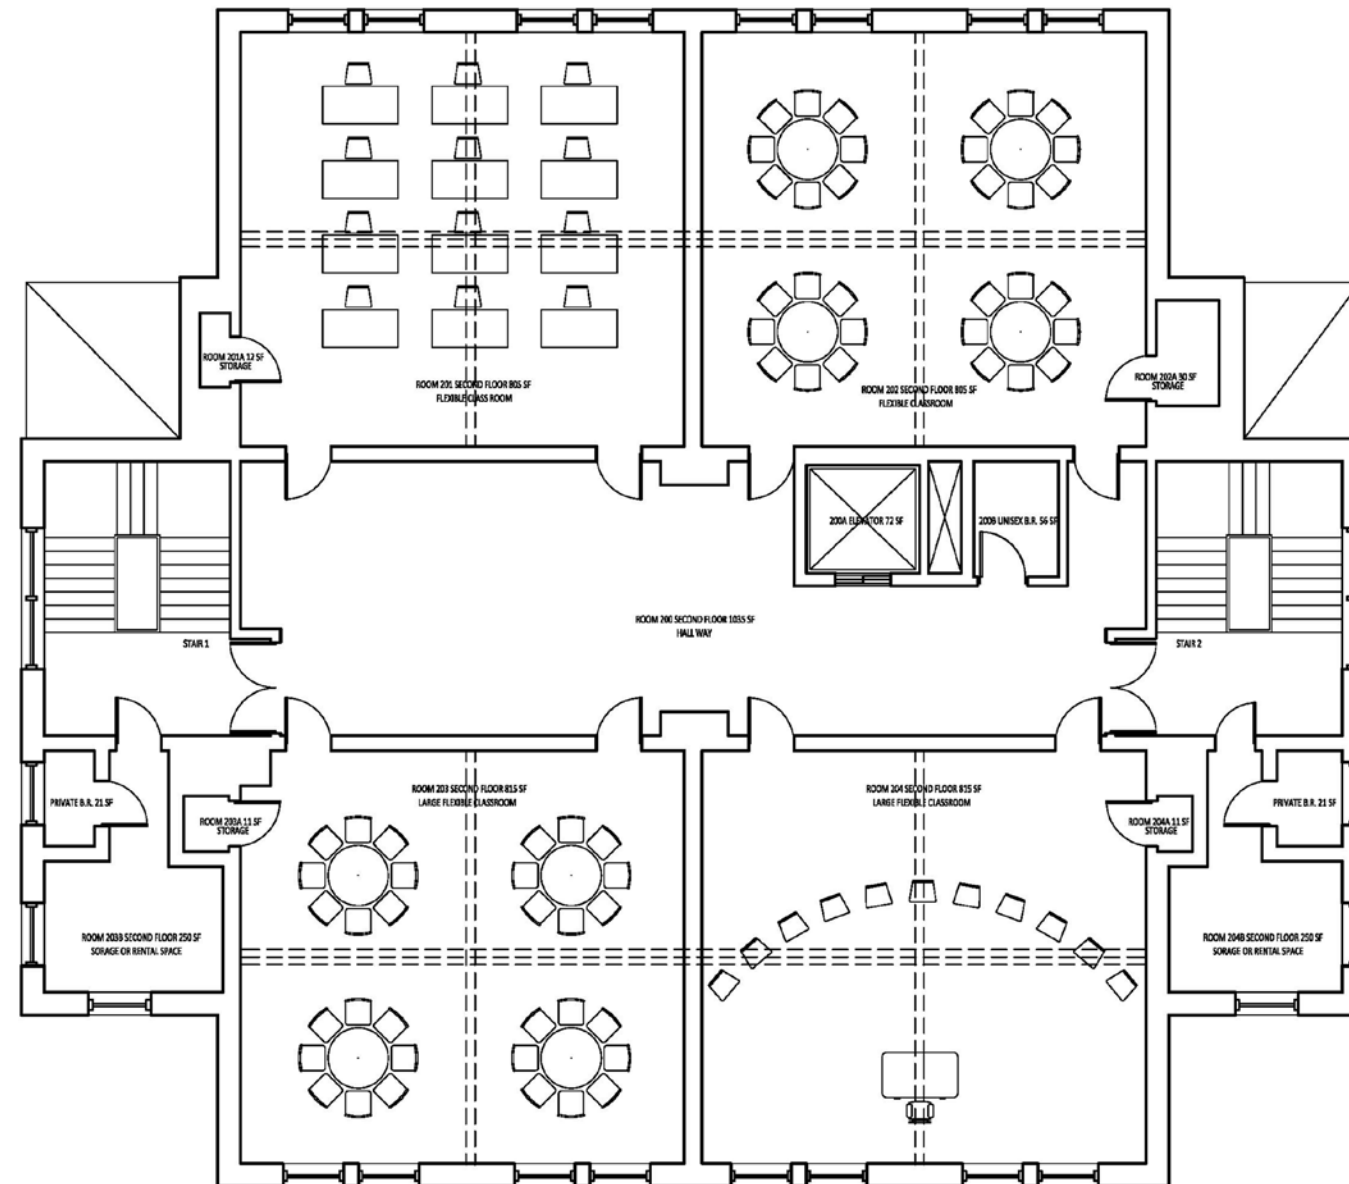 ROOM 201A 12 SF
STORAGE
ROOM 201 SECOND FLOOR 805 SF
FLEXIBLE CLASS ROOM
ROOM 202 SECOND FLOOR 805 SF
FLEXIBLE CLASSROOM
ROOM 202A 30 SF
STORAGE
200A ELEVATOR 72 SF
200B UNISEX B.R. 56 SF
ROOM 200 SECOND FLOOR 1035 SF
HALL WAY
STAIR 1
STAIR 2
ROOM 203 SECOND FLOOR 815 SF
LARGE FLEXIBLE CLASSROOM
ROOM 204 SECOND FLOOR 815 SF
LARGE FLEXIBLE CLASSROOM
PRIVATE B.R. 21 SF
ROOM 203A 11 SF
STORAGE
ROOM 204A 11 SF
STORAGE
PRIVATE B.R. 21 SF
ROOM 203B SECOND FLOOR 250 SF
SORAGE OR RENTAL SPACE
ROOM 204B SECOND FLOOR 250 SF
SORAGE OR RENTAL SPACE